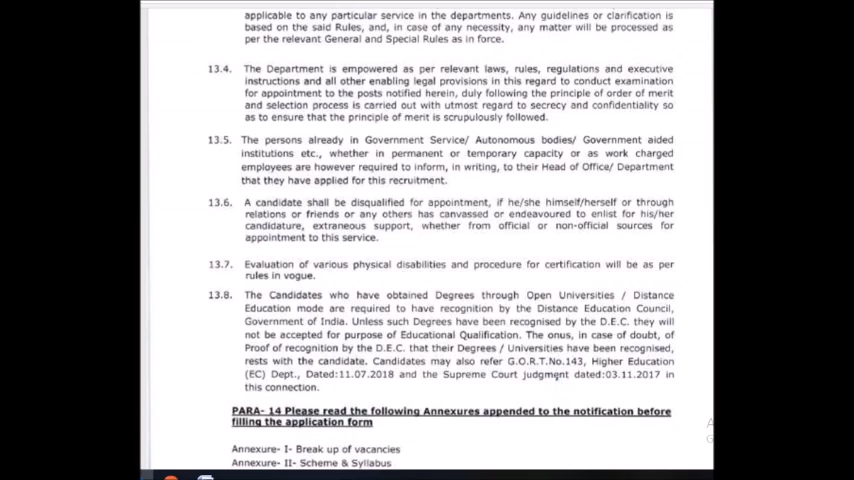 applicable to any particular service in the departments. Any guidelines or clarification is
based on the said Rules, and, in case of any necessity, any matter will be processed as
per the relevant General and Special Rules as in force.
13.4. The Department is empowered as per relevant laws, rules, regulations and executive
instructions and all other enabling legal provisions in this regard to conduct examination
for appointment to the posts notified herein, duly following the principle of order of merit
and selection process is carried out with utmost regard to secrecy and confidentiality so
as to ensure that the principle of merit is scrupulously followed.
13.5. The persons already in Government Service/ Autonomous bodies/ Government aided
institutions etc., whether in permanent or temporary capacity or as work charged
employees are however required to inform, in writing, to their Head of Office/ Department
that they have applied for this recruitment.
13.6. A candidate shall be disqualified for appointment, if he/she himself/herself or through
relations or friends or any others has canvassed or endeavoured to enlist for his/her
candidature, extraneous support, whether from official or non-official sources for
appointment to this service.
13.7. Evaluation of various physical disabilities and procedure for certification will be as per
rules in vogue.
13.8. The Candidates who have obtained Degrees through Open Universities / Distance
Education mode are required to have recognition by the Distance Education Council,
Government of India. Unless such Degrees have been recognised by the D.E.C. they will
not be accepted for purpose of Educational Qualification. The onus, in case of doubt, of
Proof of recognition by the D.E.C. that their Degrees / Universities have been recognised,
rests with the candidate. Candidates may also refer G.O.RT.No.143, Higher Education
(EC) Dept., Dated:11.07.2018 and the Supreme Court judgment dated:03.11.2017 in
this connection.
PARA- 14 Please read the following Annexures appended to the notification before
filling the application form
Annexure- I- Break up of vacancies
Annexure- II- Scheme & Syllabus